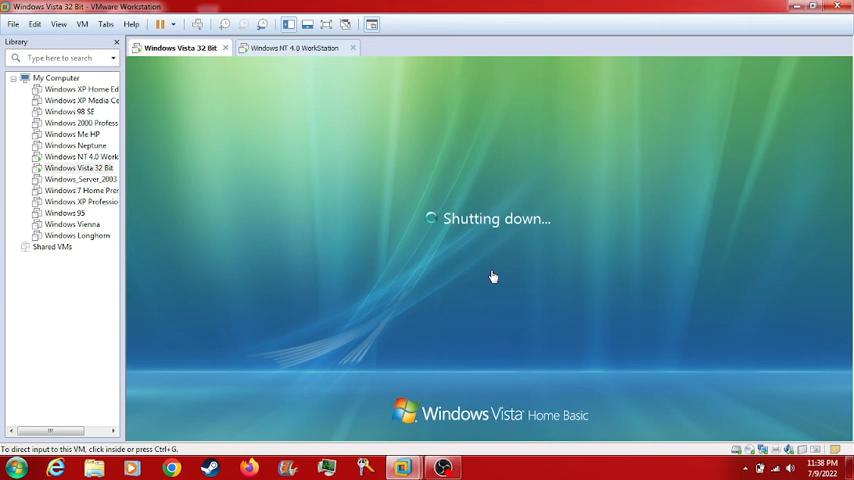 Windows Vista 32 Bit - VMware Workstation
File Edit View VM Tabs Help
Library
Type here to search
My Computer
Windows XP Home Ed
Windows XP Media Ce
Windows 98 SE
Windows 2000 Profess
Windows Me HP
Windows Neptune
Windows NT 4.0 Work
Windows Vista 32 Bit
Windows_Server_2003
Windows 7 Home Pre
Windows XP Professio
Windows 95
Windows Vienna
Windows Longhorn
Shared VMs
Windows Vista 32 Bit
Windows NT 4.0 WorkStation
Shutting down...
Windows Vista Home Basic
To direct input to this VM, click inside or press Ctrl+G.
11:38 PM
7/9/2022